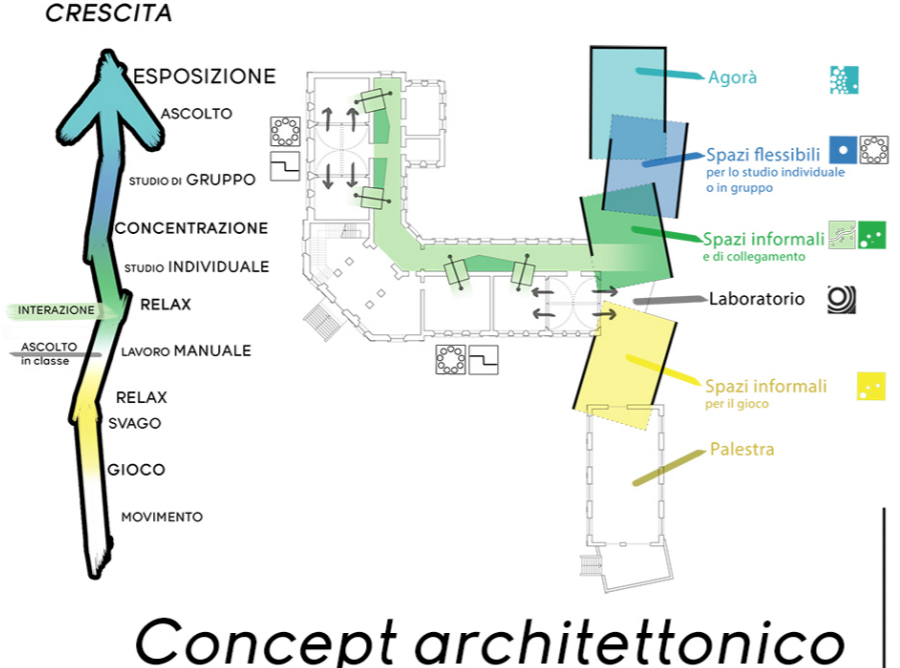 CRESCITA
ESPOSIZIONE
ASCOLTO
STUDIO DI GRUPPO
CONCENTRAZIONE
STUDIO INDIVIDUALE
INTERAZIONE
RELAX
ASCOLTO
in classe
LAVORO MANUALE
RELAX
SVAGO
GIOCO
MOVIMENTO
Agorà
Spazi flessibili
per lo studio individuale
o in gruppo
Spazi informali
e di collegamento
Laboratorio
Spazi informali
per il gioco
Palestra
Concept architettonico